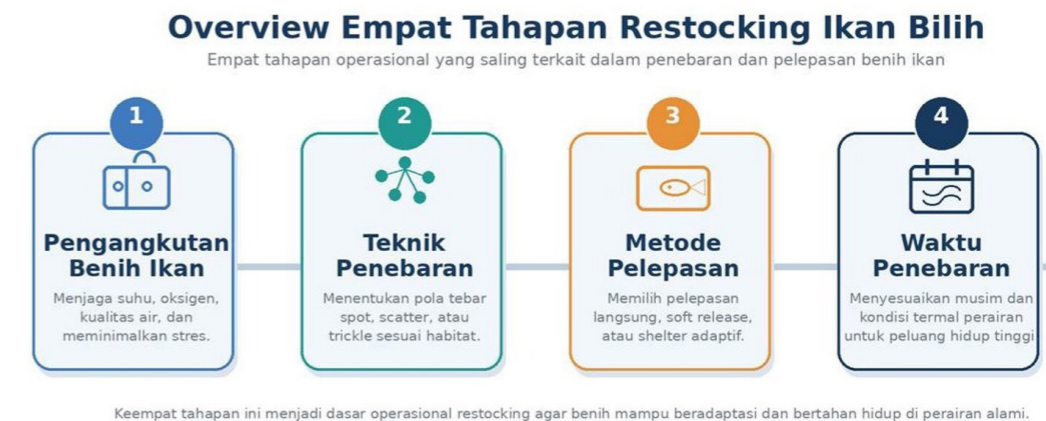 Overview Empat Tahapan Restocking Ikan Bilih
Empat tahapan operasional yang saling terkait dalam penebaran dan pelepasan benih ikan
1
Pengangkutan
Benih Ikan
Menjaga suhu, oksigen,
kualitas air, dan
meminimalkan stres.
2
Teknik
Penebaran
Menentukan pola tebar
spot, scatter, atau
trickle sesuai habitat.
3
Metode
Pelepasan
Memilih pelepasan
langsung, soft release,
atau shelter adaptif.
4
Waktu
Penebaran
Menyesuaikan musim dan
kondisi termal perairan
untuk peluang hidup tinggi.
Keempat tahapan ini menjadi dasar operasional restocking agar benih mampu beradaptasi dan bertahan hidup di perairan alami.